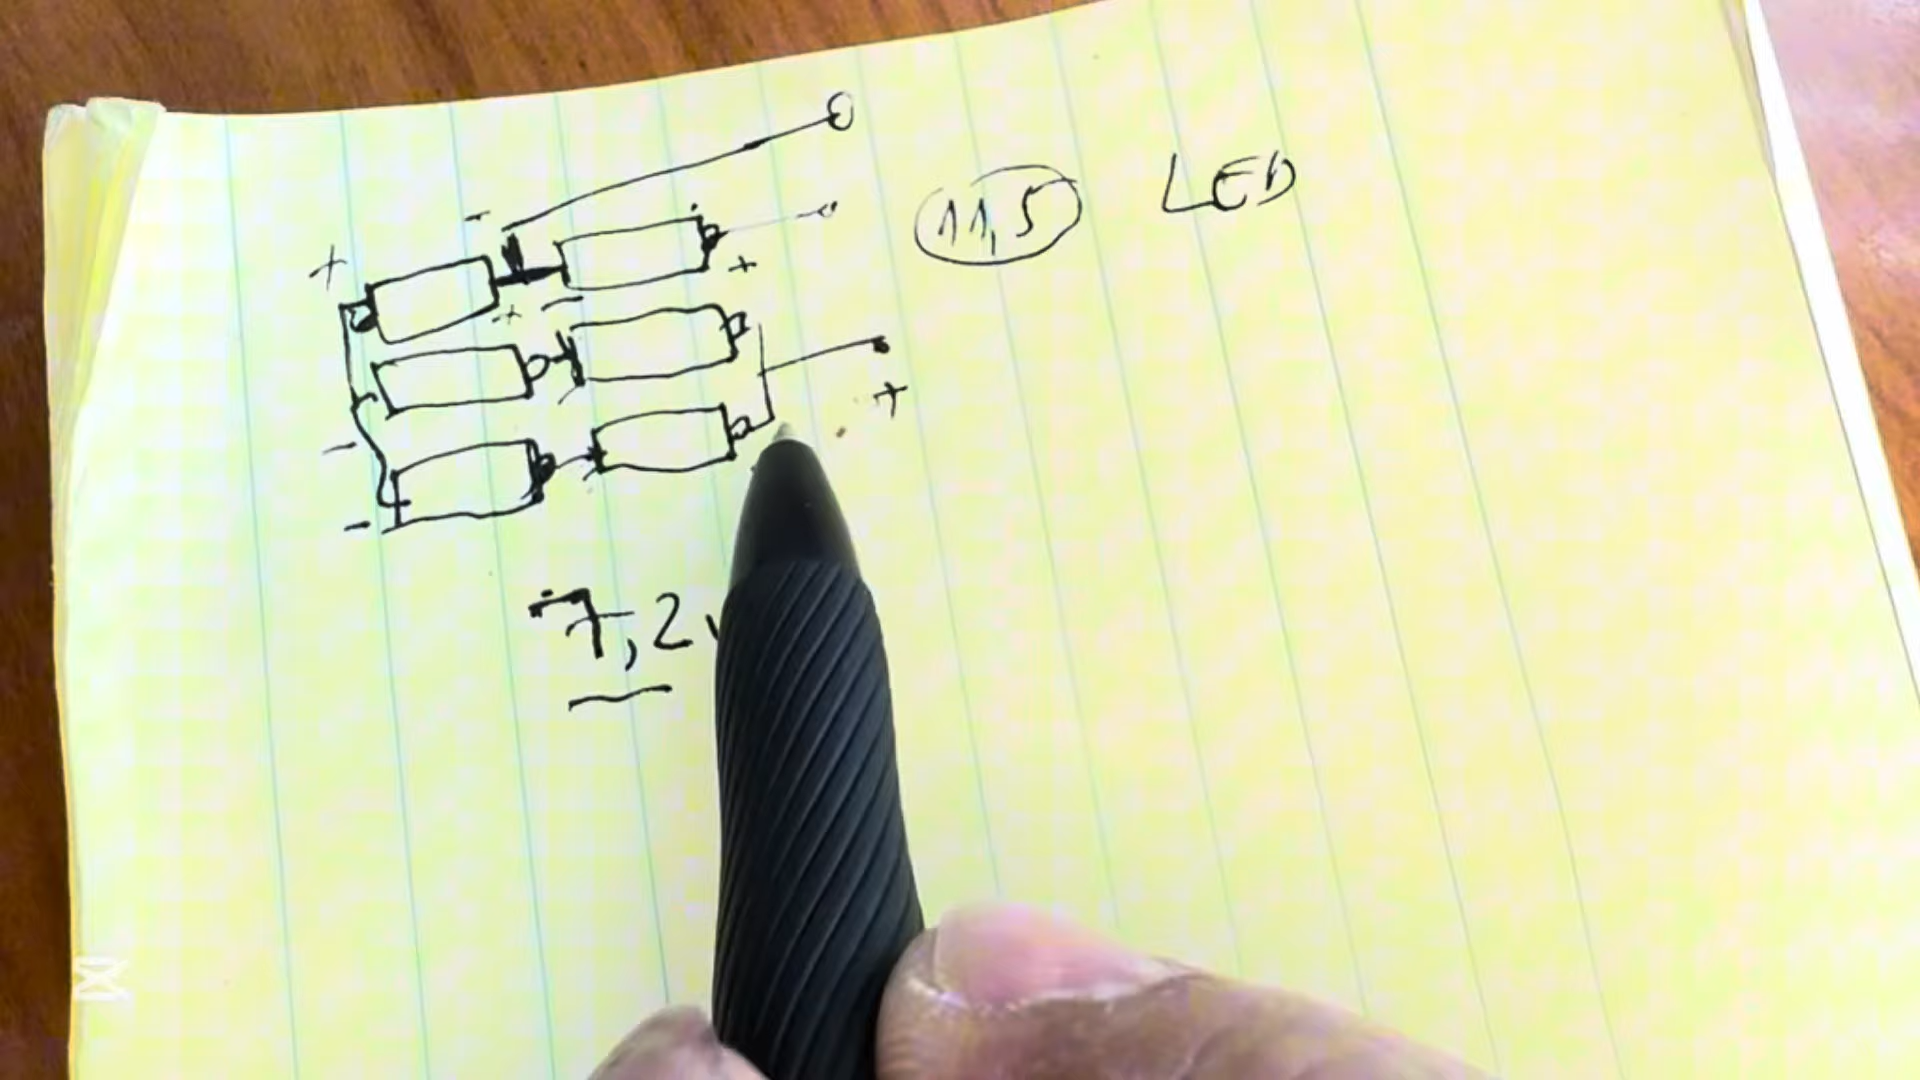 11,5 LED
- + + + -
+
-
-
7,2